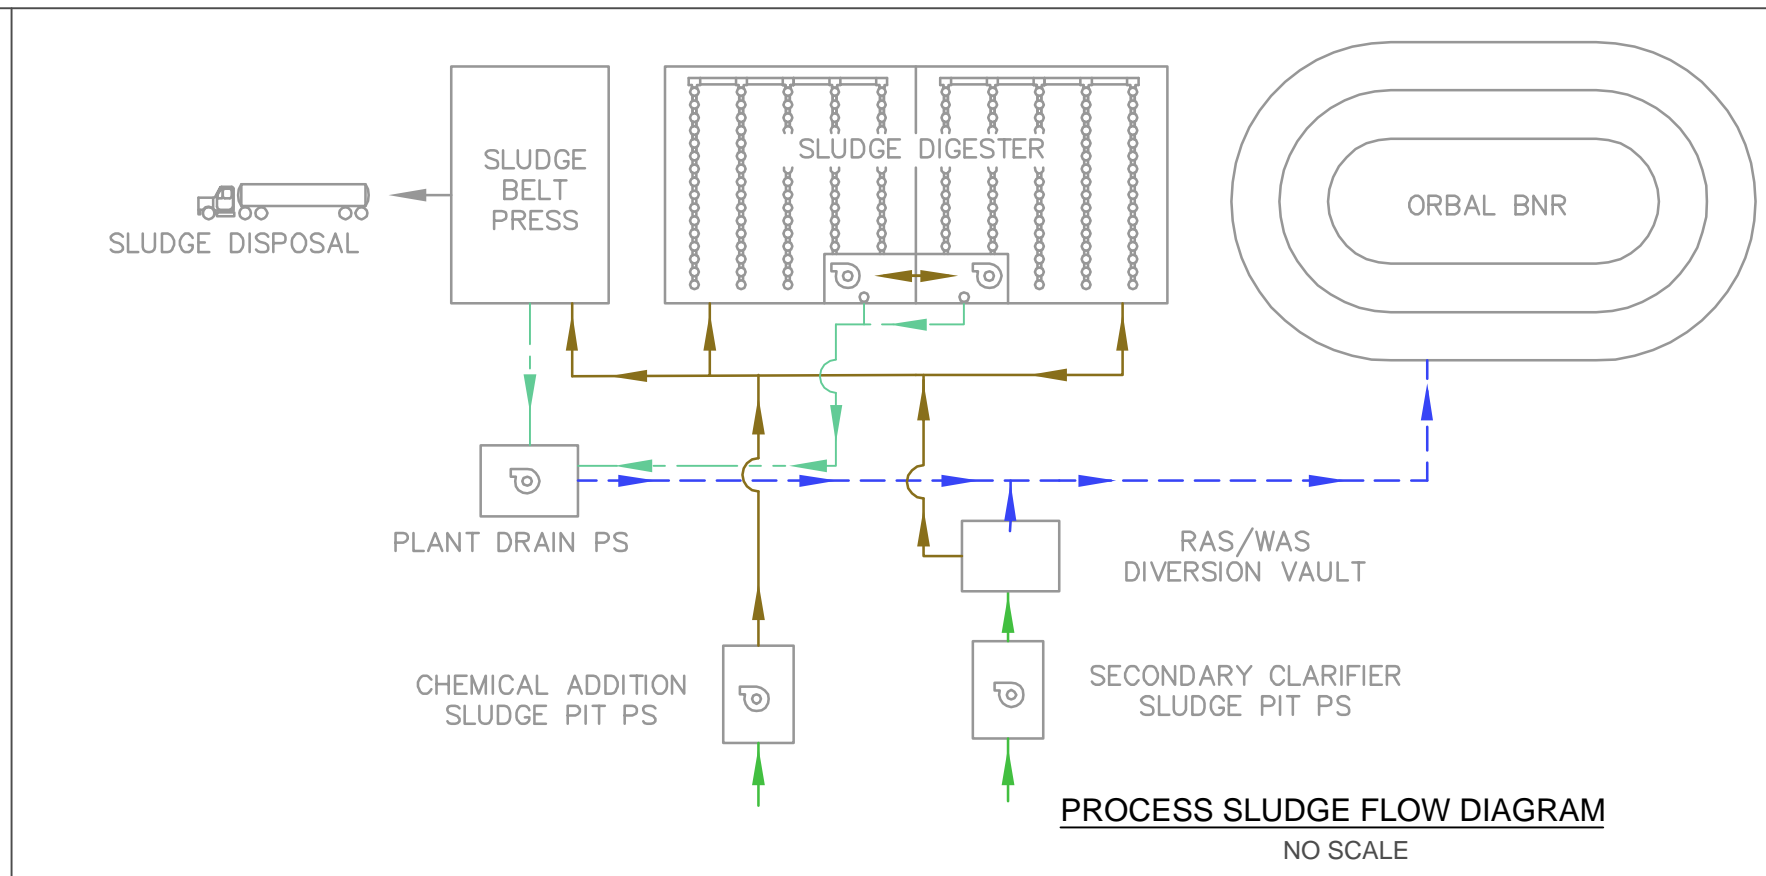 SLUDGE
BELT
PRESS
SLUDGE DIGESTER
ORBAL BNR
SLUDGE DISPOSAL
PLANT DRAIN PS
RAS/WAS
DIVERSION VAULT
CHEMICAL ADDITION
SLUDGE PIT PS
SECONDARY CLARIFIER
SLUDGE PIT PS
PROCESS SLUDGE FLOW DIAGRAM
NO SCALE